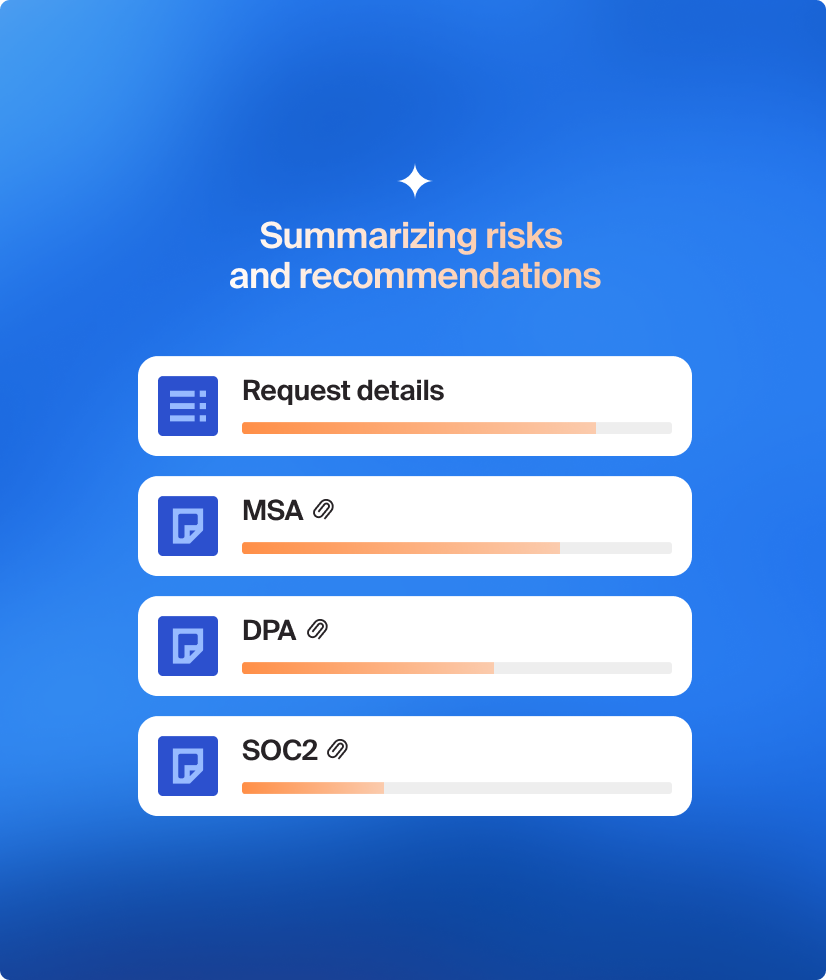 Summarizing risks
and recommendations
Request details
MSA
DPA
SOC2